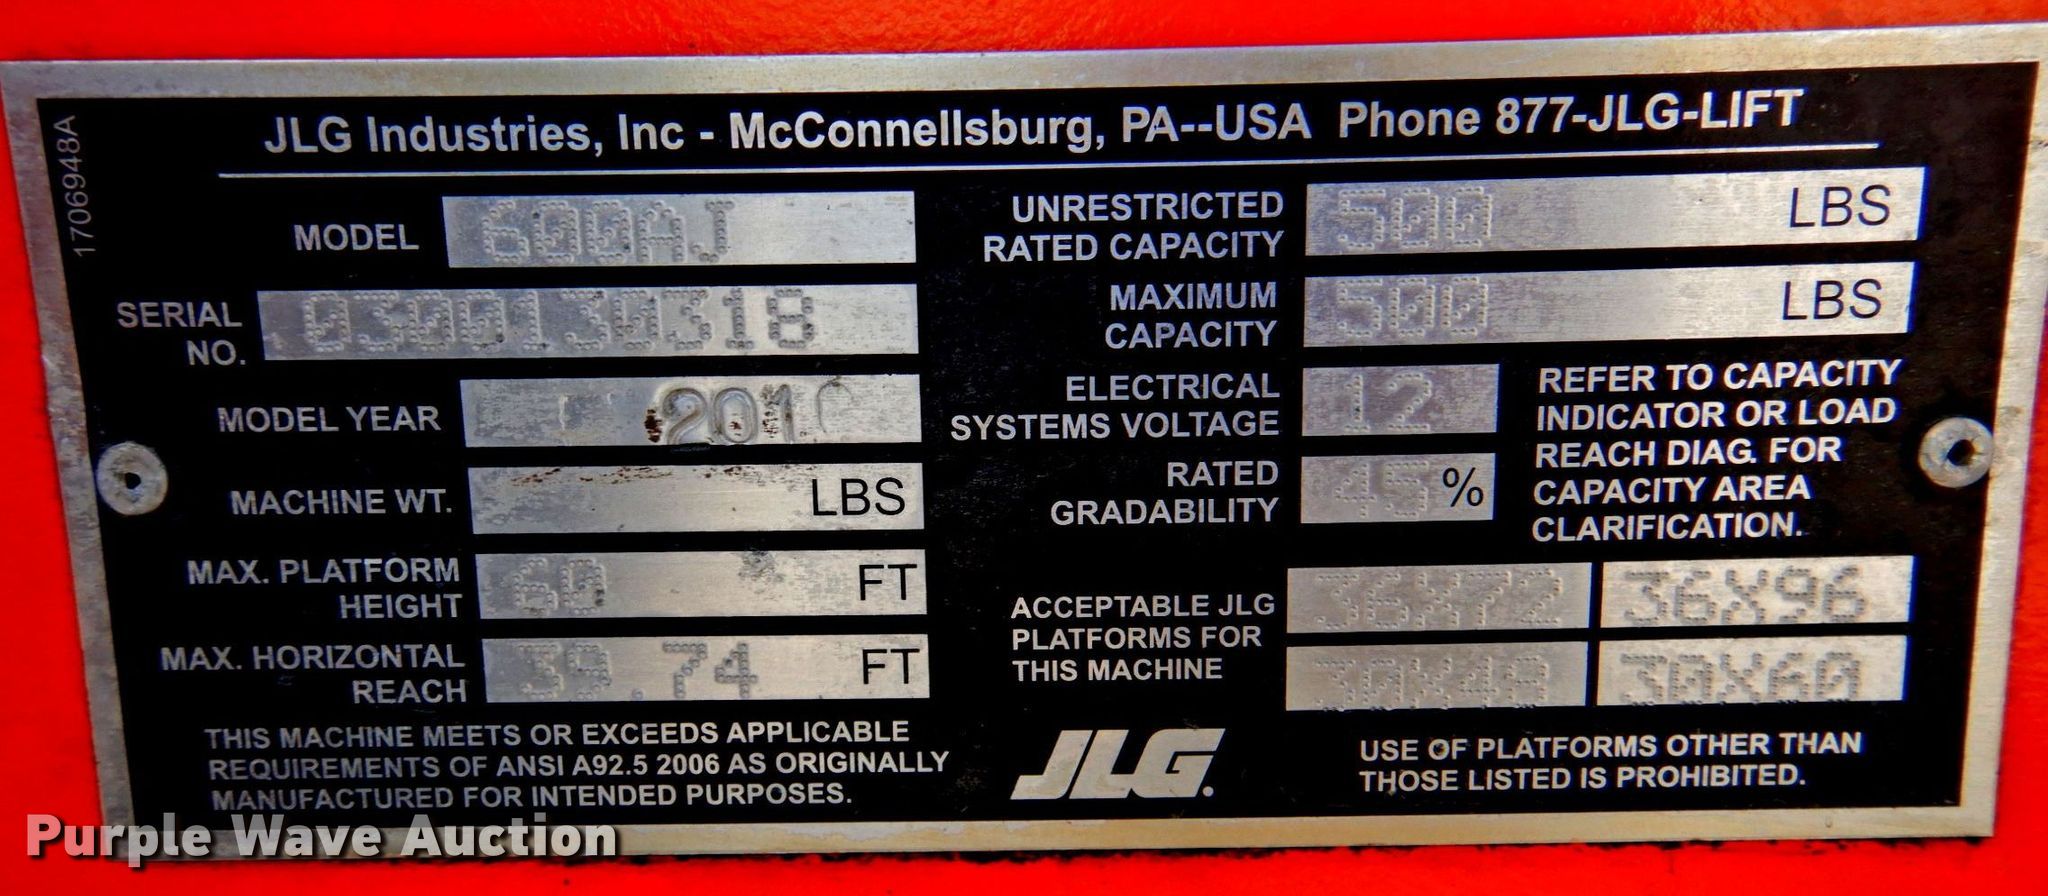 JLG Industries, Inc - McConnellsburg, PA--USA Phone 877-JLG-LIFT
1706948A
MODEL 600AJ
SERIAL NO. 0300130318
MODEL YEAR
MACHINE WT. LBS
MAX. PLATFORM HEIGHT 60 FT
MAX. HORIZONTAL REACH 39.74 FT
THIS MACHINE MEETS OR EXCEEDS APPLICABLE
REQUIREMENTS OF ANSI A92.5 2006 AS ORIGINALLY
MANUFACTURED FOR INTENDED PURPOSES.
UNRESTRICTED RATED CAPACITY 500 LBS
MAXIMUM CAPACITY 500 LBS
ELECTRICAL SYSTEMS VOLTAGE 12
RATED GRADABILITY 45 %
REFER TO CAPACITY
INDICATOR OR LOAD
REACH DIAG. FOR
CAPACITY AREA
CLARIFICATION.
ACCEPTABLE JLG
PLATFORMS FOR
THIS MACHINE
36X72 36X96
30X48 30X60
JLG.
USE OF PLATFORMS OTHER THAN
THOSE LISTED IS PROHIBITED.
Purple Wave Auction